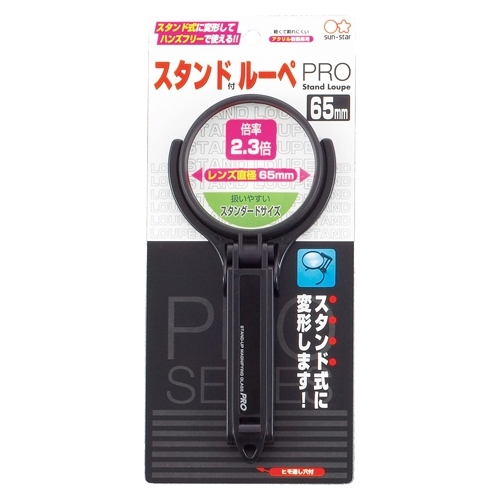 スタンド式に変形して
ハンズフリーで使える!!
軽くて割れにくい
アクリル樹脂使用
sun-star
スタンド付ルーペ PRO
Stand Loupe
65mm
LOUPE STAND LOUPE
倍率
2.3倍
レンズ直径 65mm
扱いやすい
スタンダードサイズ
スタンド式に
変形します!
PRO
SERIES
STAND-UP MAGNIFYING GLASS PRO
ヒモ通し穴付